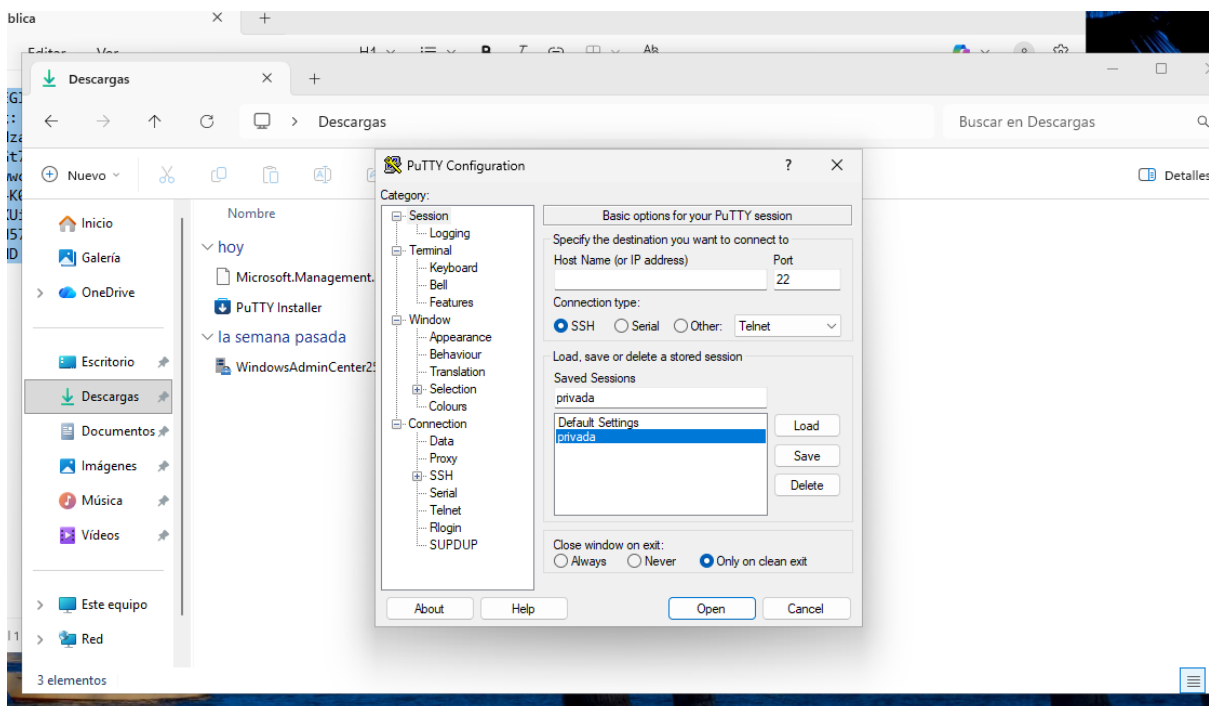 blica
Editar Ver H1 B I
Descargas
Descargas Buscar en Descargas
Nuevo Detalles
Inicio
Galería
OneDrive
Escritorio
Descargas
Documentos
Imágenes
Música
Vídeos
Este equipo
Red
3 elementos
Nombre
hoy
Microsoft.Management.
PuTTY Installer
la semana pasada
WindowsAdminCenter25
PuTTY Configuration ?
Category:
Session
Logging
Terminal
Keyboard
Bell
Features
Window
Appearance
Behaviour
Translation
Selection
Colours
Connection
Data
Proxy
SSH
Serial
Telnet
Rlogin
SUPDUP
Basic options for your PuTTY session
Specify the destination you want to connect to
Host Name (or IP address) Port
22
Connection type:
SSH Serial Other: Telnet
Load, save or delete a stored session
Saved Sessions
privada
Default Settings
privada
Load
Save
Delete
Close window on exit:
Always Never Only on clean exit
About Help Open Cancel